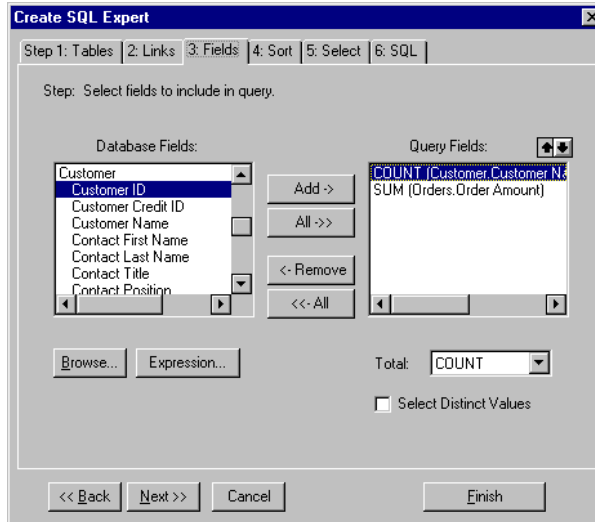 Create SQL Expert
Step 1: Tables 2: Links 3: Fields 4: Sort 5: Select 6: SQL
Step: Select fields to include in query.
Database Fields:
Query Fields:
Customer
Customer ID
Customer Credit ID
Customer Name
Contact First Name
Contact Last Name
Contact Title
Contact Position
Add ->
All ->>
<- Remove
<<- All
COUNT (Customer.Customer
SUM (Orders.Order Amount)
Browse...
Expression...
Total:
COUNT
Select Distinct Values
<< Back
Next >>
Cancel
Finish